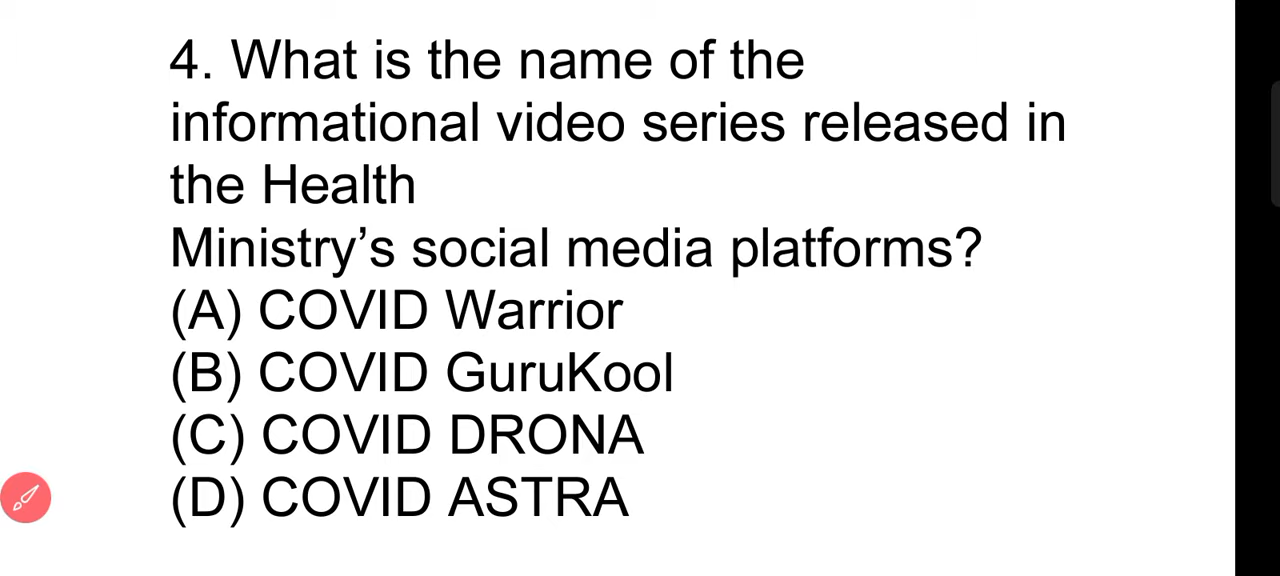 4. What is the name of the
informational video series released in
the Health
Ministry’s social media platforms?
(A) COVID Warrior
(B) COVID GuruKool
(C) COVID DRONA
(D) COVID ASTRA